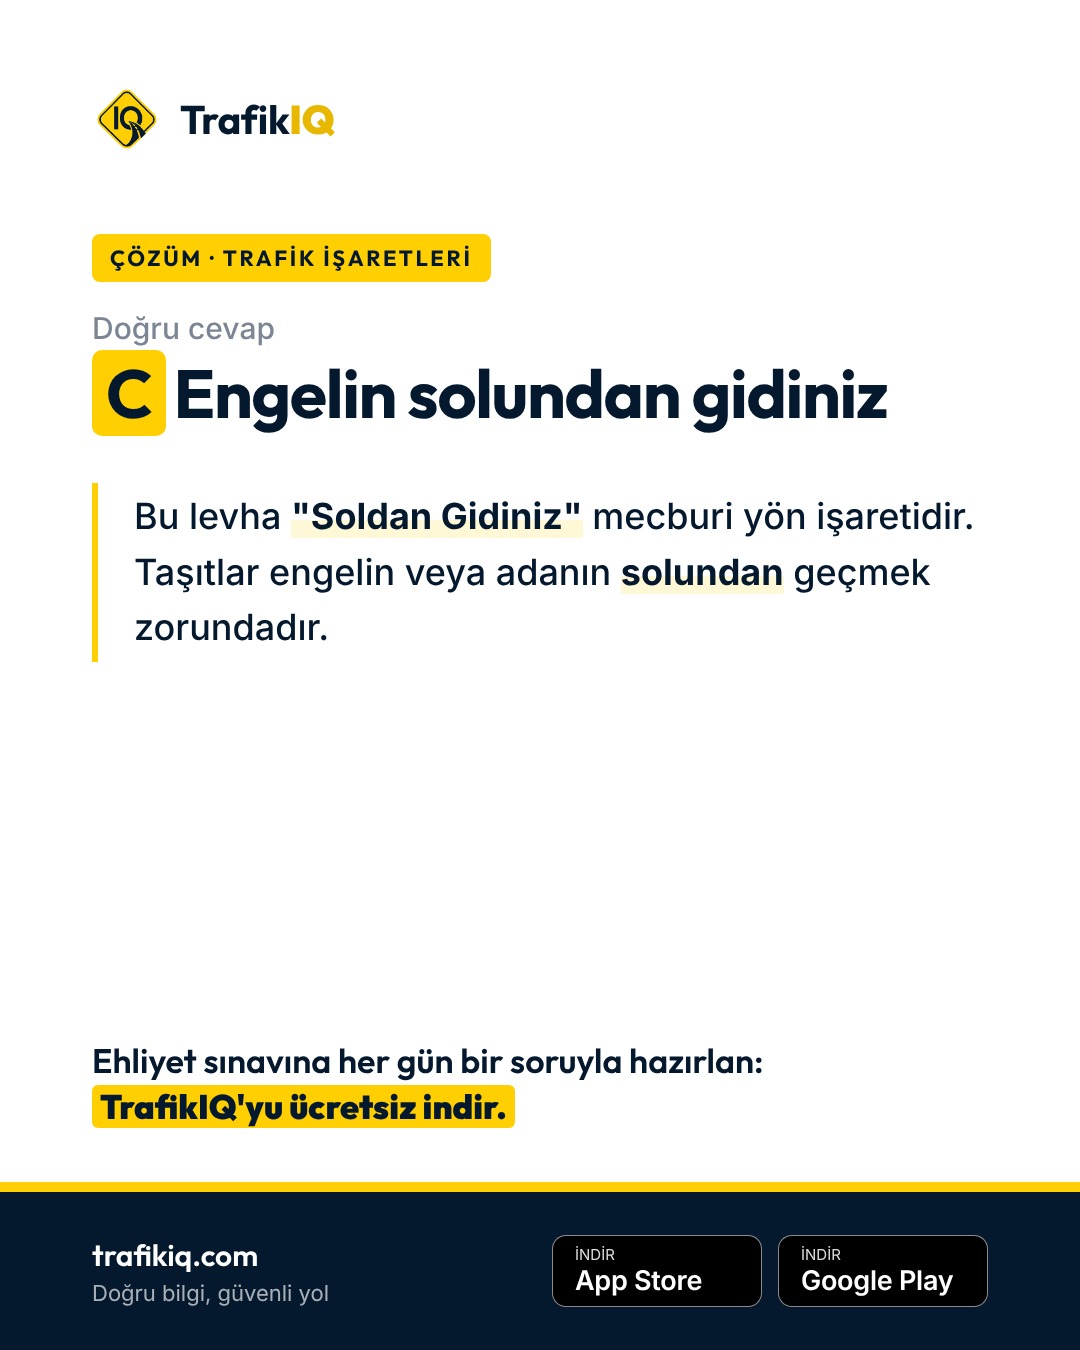 IQ
TrafikIQ
ÇÖZÜM · TRAFİK İŞARETLERİ
Doğru cevap
C Engelin solundan gidiniz
Bu levha "Soldan Gidiniz" mecburi yön işaretidir.
Taşıtlar engelin veya adanın solundan geçmek
zorundadır.
Ehliyet sınavına her gün bir soruyla hazırlan:
TrafikIQ'yu ücretsiz indir.
trafikiq.com
Doğru bilgi, güvenli yol
İNDİR
App Store
İNDİR
Google Play